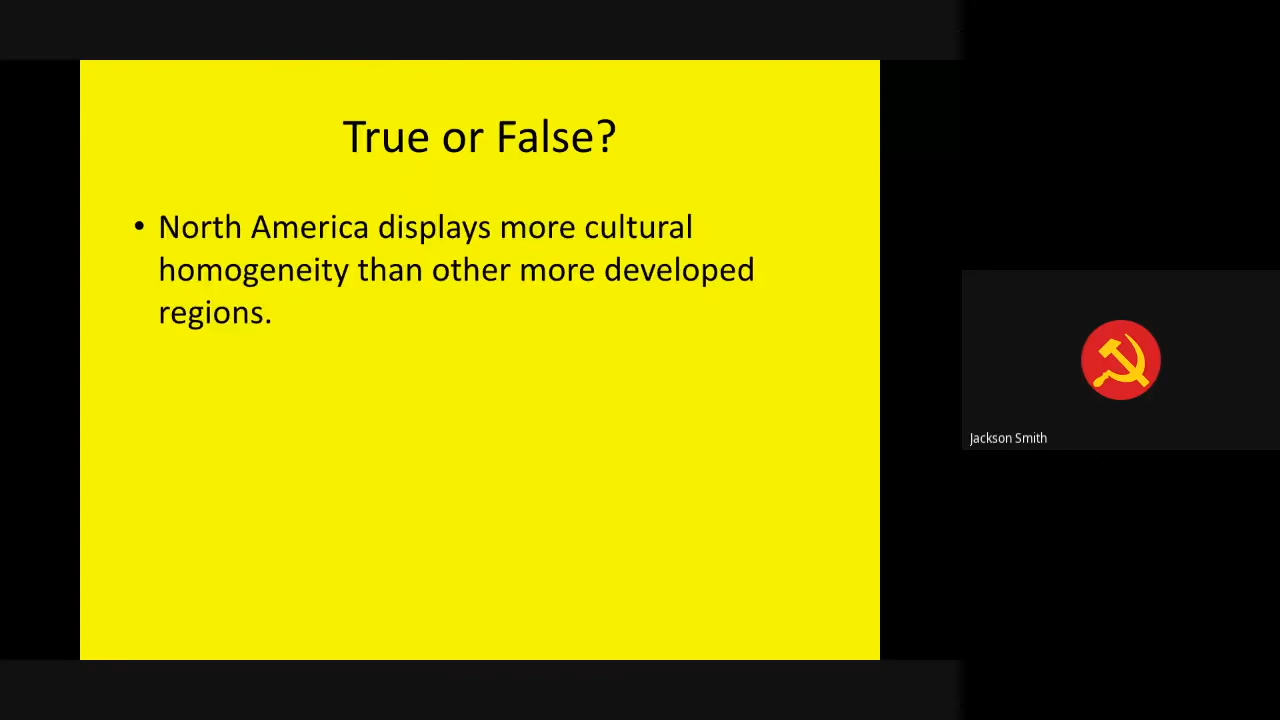 True or False?
• North America displays more cultural
homogeneity than other more developed
regions.
Jackson Smith